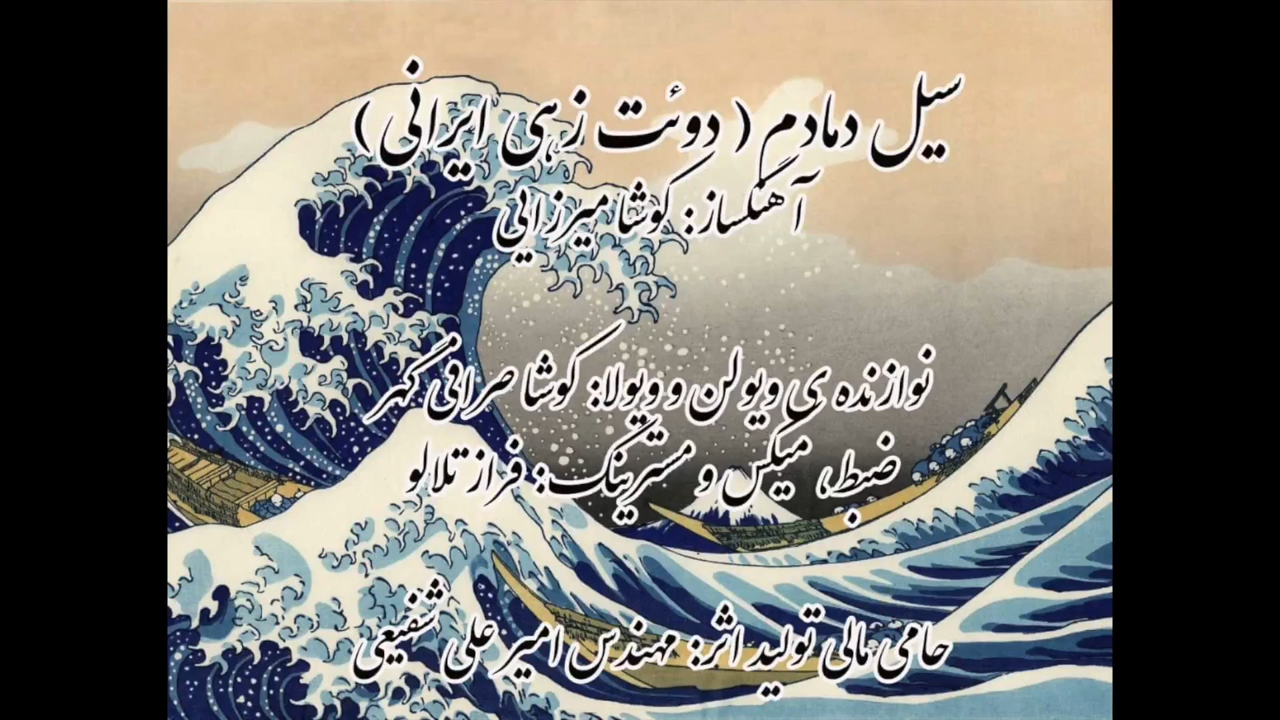 سیل دمادم (دوئت زهی ایرانی)
آهنگساز: کوشا میرزایی
نوازنده ی ویولن و ویولا: کوشا صرافی گهر
ضبط، میکس و مسترینگ: فراز تلالو
حامی مالی تولید اثر: مهندس امیر علی شفیعی